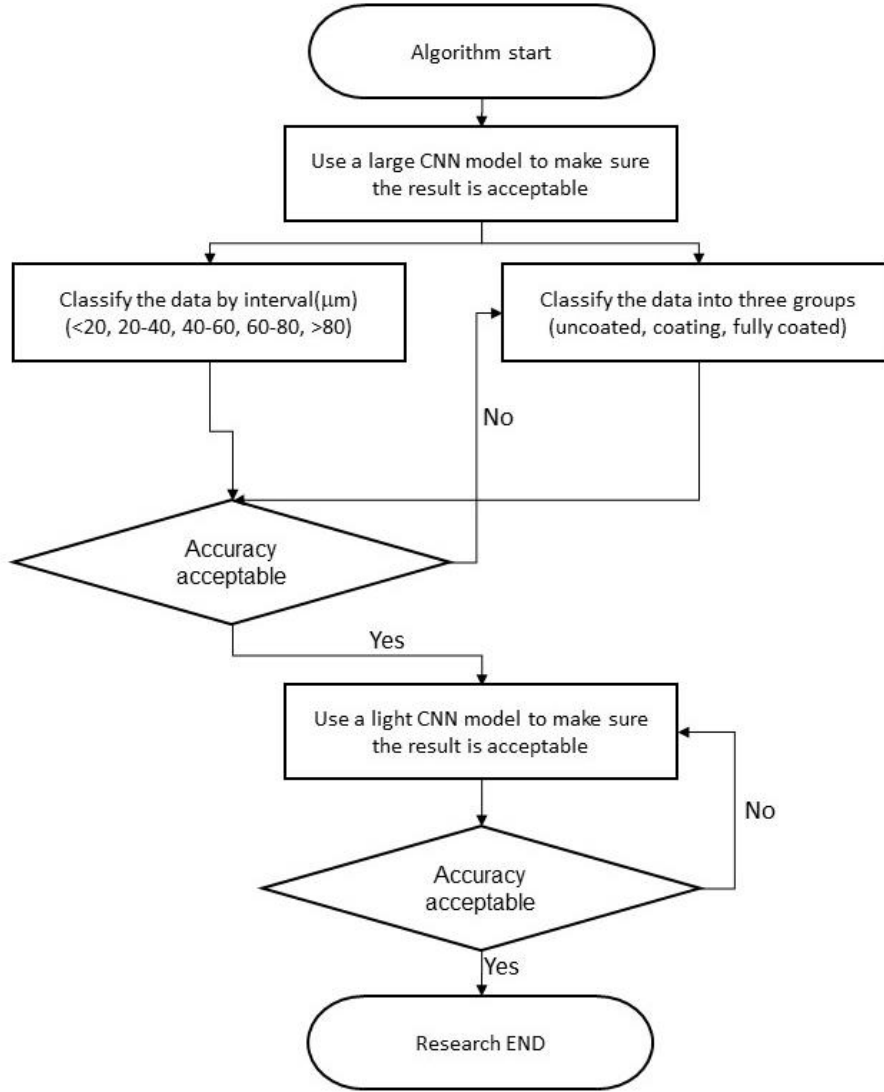 Algorithm start
Use a large CNN model to make sure
the result is acceptable
Classify the data by interval(μm)
(<20, 20-40, 40-60, 60-80, >80)
Classify the data into three groups
(uncoated, coating, fully coated)
No
Accuracy
acceptable
Yes
Use a light CNN model to make sure
the result is acceptable
No
Accuracy
acceptable
Yes
Research END